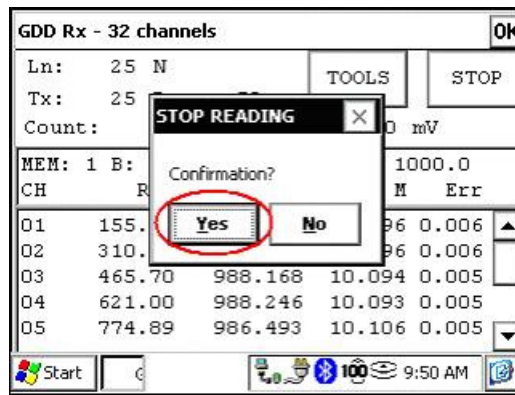 GDD Rx - 32 channels OK
Ln: 25 N
TOOLS STOP
Tx: 25
STOP READING
Count: 0 mV
Confirmation?
MEM: 1 B: 1000.0
CH R M Err
Yes No
01 155. 96 0.006
02 310. 96 0.006
03 465.70 988.168 10.094 0.005
04 621.00 988.246 10.093 0.005
05 774.89 986.493 10.106 0.005
Start 100 9:50 AM